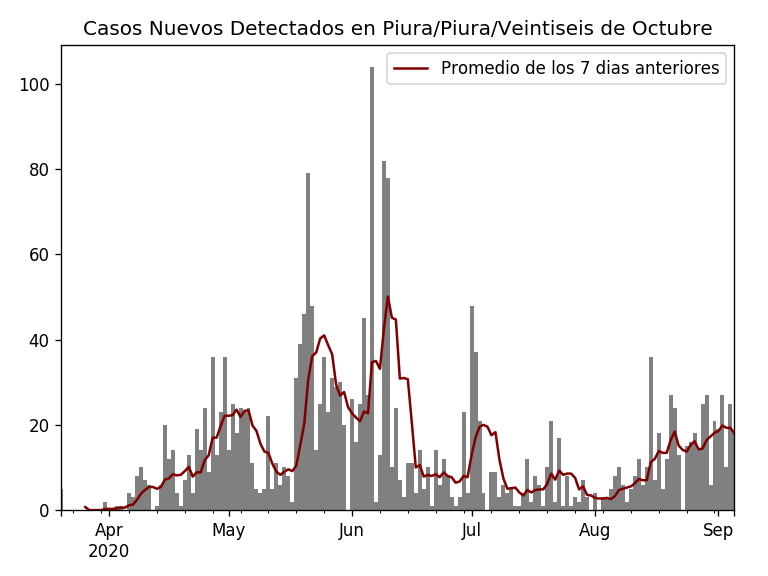 Casos Nuevos Detectados en Piura/Piura/Veintiseis de Octubre
Promedio de los 7 dias anteriores
100
80
60
40
20
0
Apr May Jun Jul Aug Sep
2020